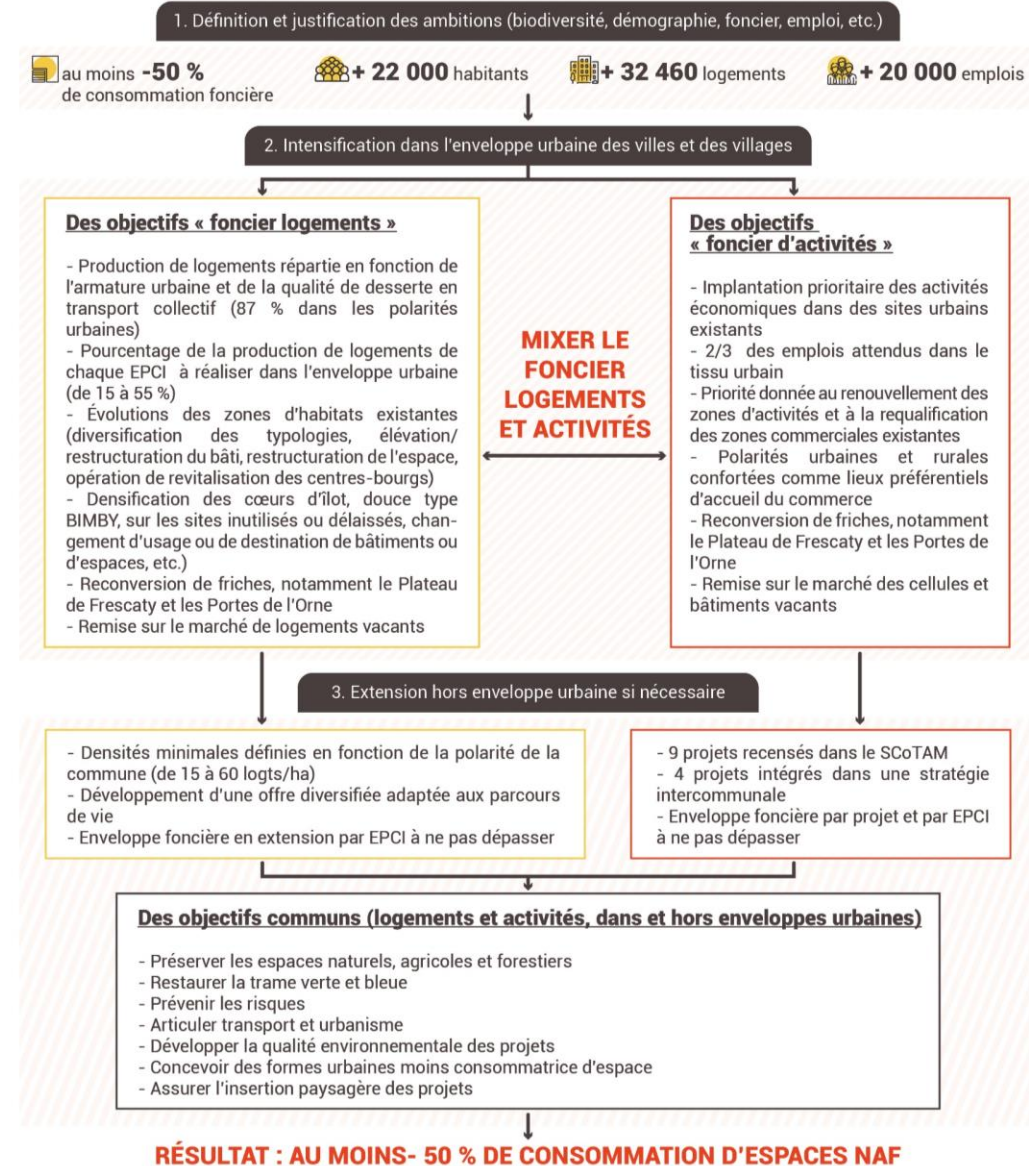 1. Définition et justification des ambitions (biodiversité, démographie, foncier, emploi, etc.)
au moins -50 %
de consommation foncière
+ 22 000 habitants
+ 32 460 logements
+ 20 000 emplois
2. Intensification dans l'enveloppe urbaine des villes et des villages
Des objectifs « foncier logements »
- Production de logements répartie en fonction de
l'armature urbaine et de la qualité de desserte en
transport collectif (87 % dans les polarités
urbaines)
- Pourcentage de la production de logements de
chaque EPCI à réaliser dans l'enveloppe urbaine
(de 15 à 55 %)
- Évolutions des zones d'habitats existantes
(diversification des typologies, élévation/
restructuration du bâti, restructuration de l'espace,
opération de revitalisation des centres-bourgs)
- Densification des cœurs d'îlot, douce type
BIMBY, sur les sites inutilisés ou délaissés, chan-
gement d'usage ou de destination de bâtiments ou
d'espaces, etc.)
- Reconversion de friches, notamment le Plateau
de Frescaty et les Portes de l'Orne
- Remise sur le marché de logements vacants
MIXER LE
FONCIER
LOGEMENTS
ET ACTIVITÉS
Des objectifs
« foncier d'activités »
- Implantation prioritaire des activités
économiques dans des sites urbains
existants
- 2/3 des emplois attendus dans le
tissu urbain
- Priorité donnée au renouvellement des
zones d'activités et à la requalification
des zones commerciales existantes
- Polarités urbaines et rurales
confortées comme lieux préférentiels
d'accueil du commerce
- Reconversion de friches, notamment
le Plateau de Frescaty et les Portes de
l'Orne
- Remise sur le marché des cellules et
bâtiments vacants
3. Extension hors enveloppe urbaine si nécessaire
- Densités minimales définies en fonction de la polarité de la
commune (de 15 à 60 logts/ha)
- Développement d'une offre diversifiée adaptée aux parcours
de vie
- Enveloppe foncière en extension par EPCI à ne pas dépasser
- 9 projets recensés dans le SCoTAM
- 4 projets intégrés dans une stratégie
intercommunale
- Enveloppe foncière par projet et par EPCI
à ne pas dépasser
Des objectifs communs (logements et activités, dans et hors enveloppes urbaines)
- Préserver les espaces naturels, agricoles et forestiers
- Restaurer la trame verte et bleue
- Prévenir les risques
- Articuler transport et urbanisme
- Développer la qualité environnementale des projets
- Concevoir des formes urbaines moins consommatrice d'espace
- Assurer l'insertion paysagère des projets
RÉSULTAT : AU MOINS- 50 % DE CONSOMMATION D'ESPACES NAF